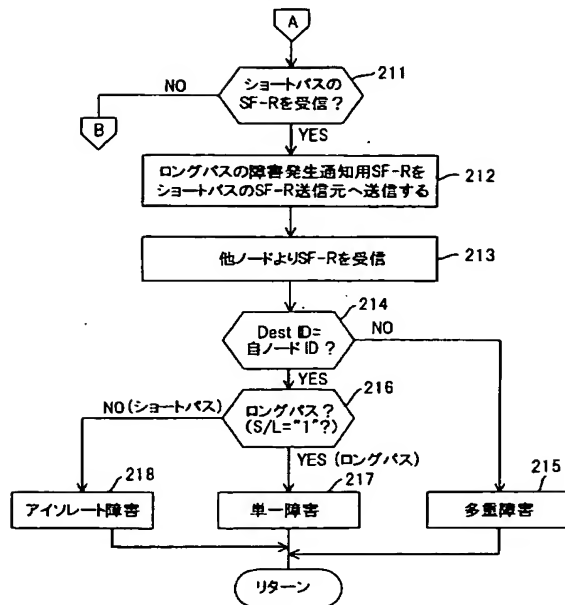 A
211
ショートパスの
SF-Rを受信?
NO
B
YES
ロングパスの障害発生通知用SF-Rを
ショートパスのSF-R送信元へ送信する
212
他ノードよりSF-Rを受信
213
214
Dest ID=
自ノードID?
NO
YES
216
ロングパス?
(S/L="1"?)
NO(ショートパス)
YES(ロングパス)
218
アイソレート障害
217
単一障害
215
多重障害
リターン